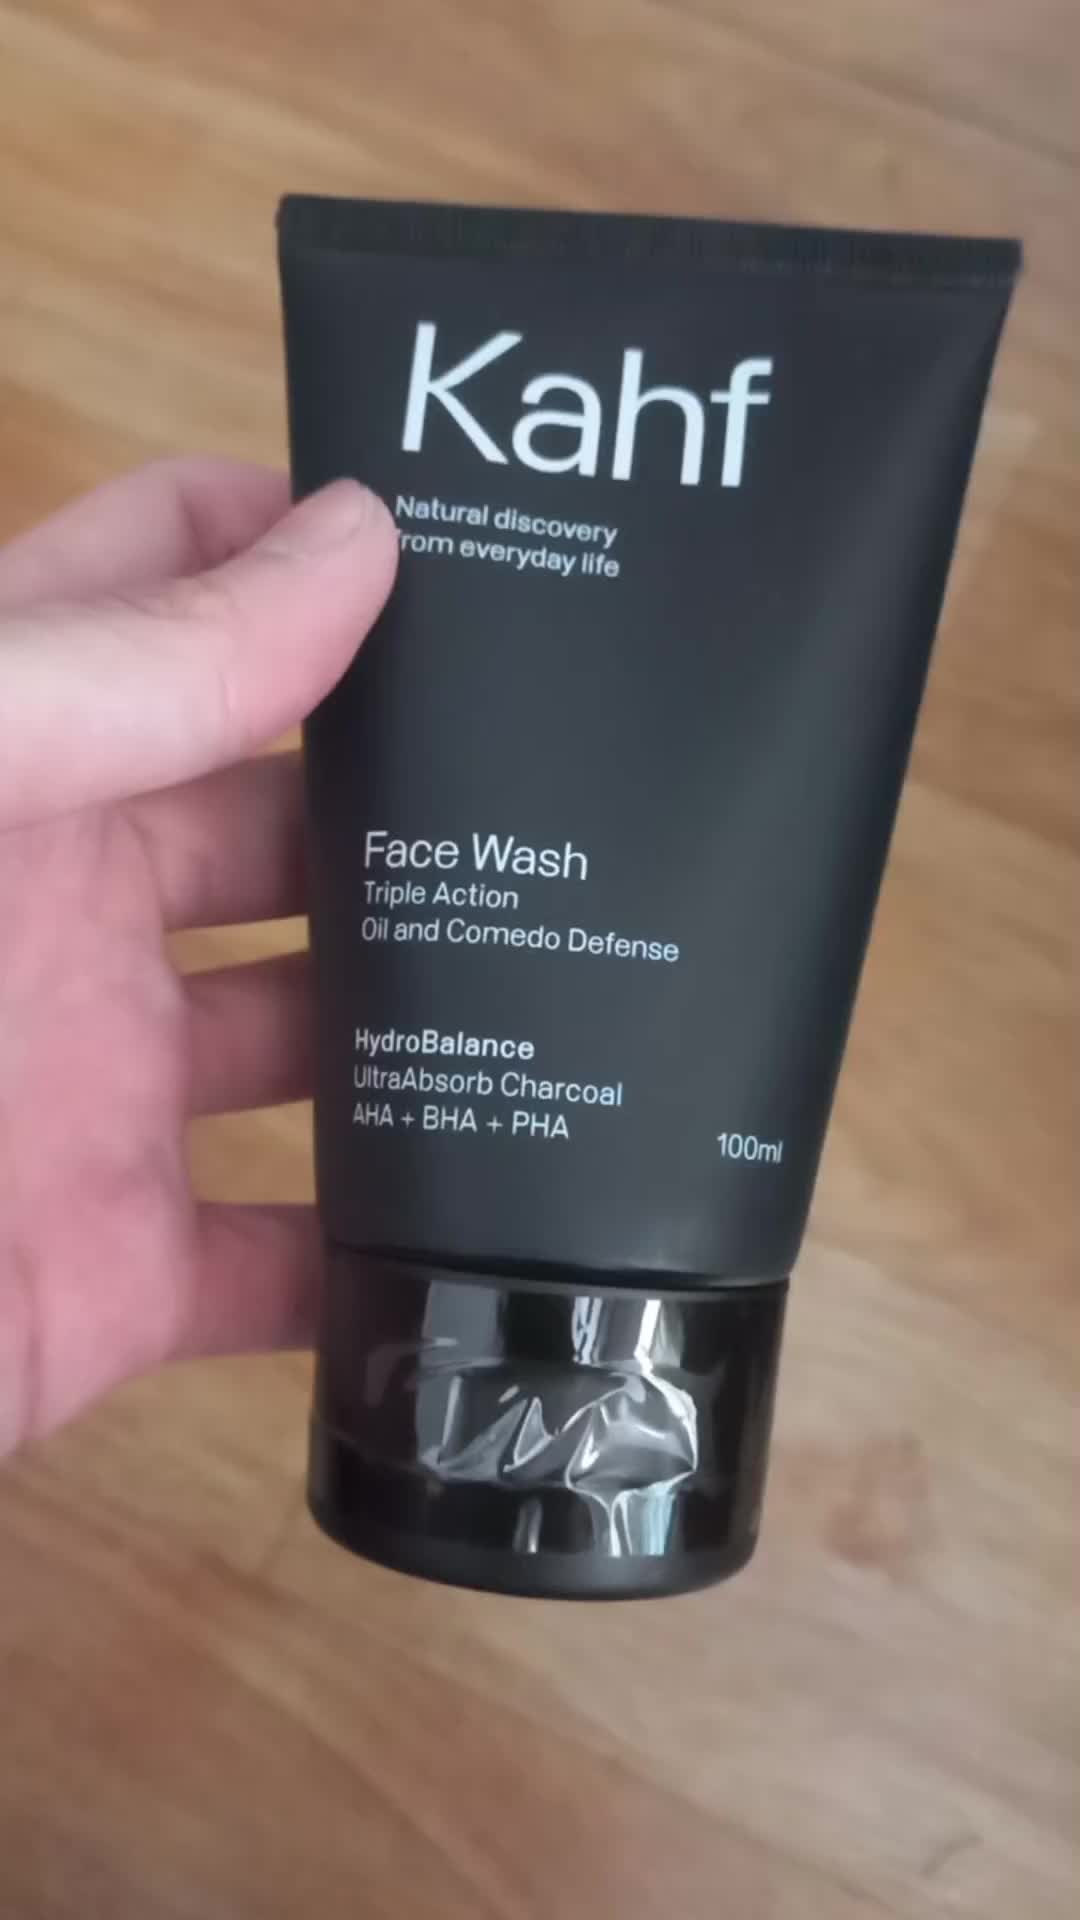 Kahf
Natural discovery
from everyday life
Face Wash
Triple Action
Oil and Comedo Defense
HydroBalance
UltraAbsorb Charcoal
AHA + BHA + PHA
100ml